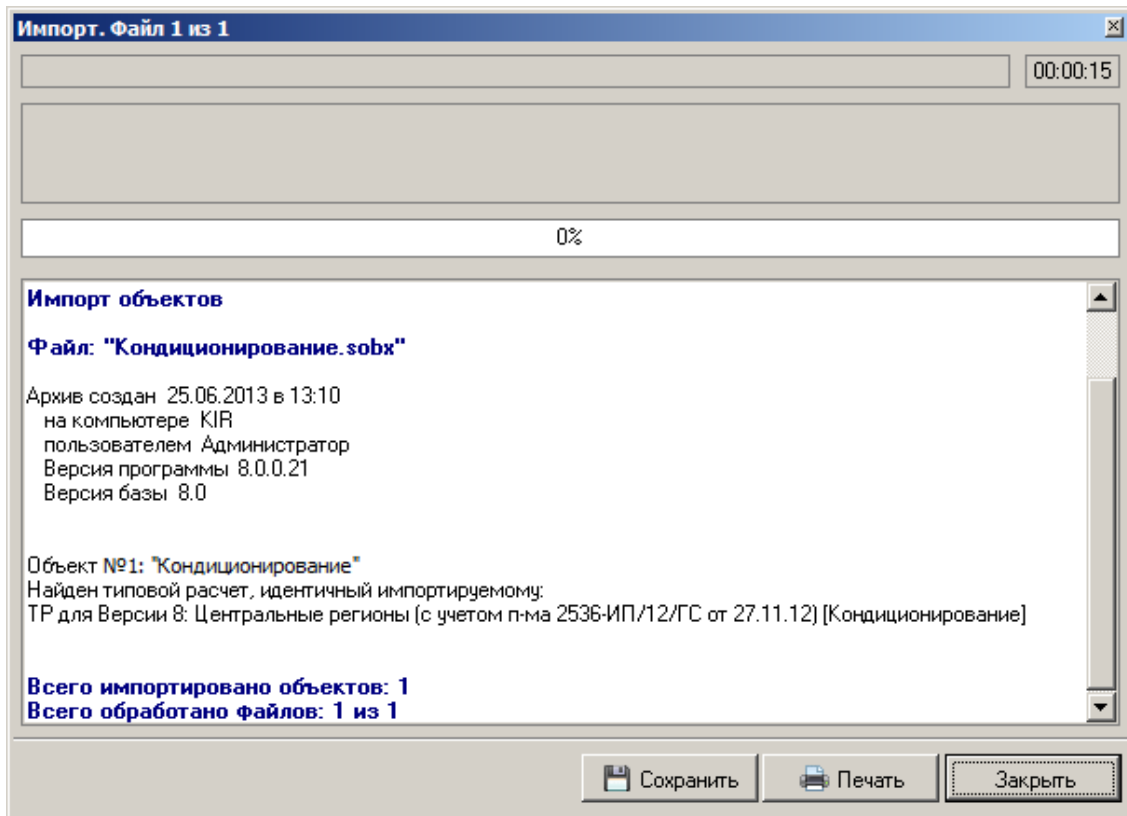 Импорт. Файл 1 из 1
00:00:15
0%
Импорт объектов
Файл: "Кондиционирование.sobx"
Архив создан 25.06.2013 в 13:10
на компьютере KIR
пользователем Администратор
Версия программы 8.0.0.21
Версия базы 8.0
Объект №1: "Кондиционирование"
Найден типовой расчет, идентичный импортируемому:
ТР для Версии 8: Центральные регионы (с учетом п-ма 2536-ИП/12/ГС от 27.11.12) [Кондиционирование]
Всего импортировано объектов: 1
Всего обработано файлов: 1 из 1
Сохранить Печать Закрыть